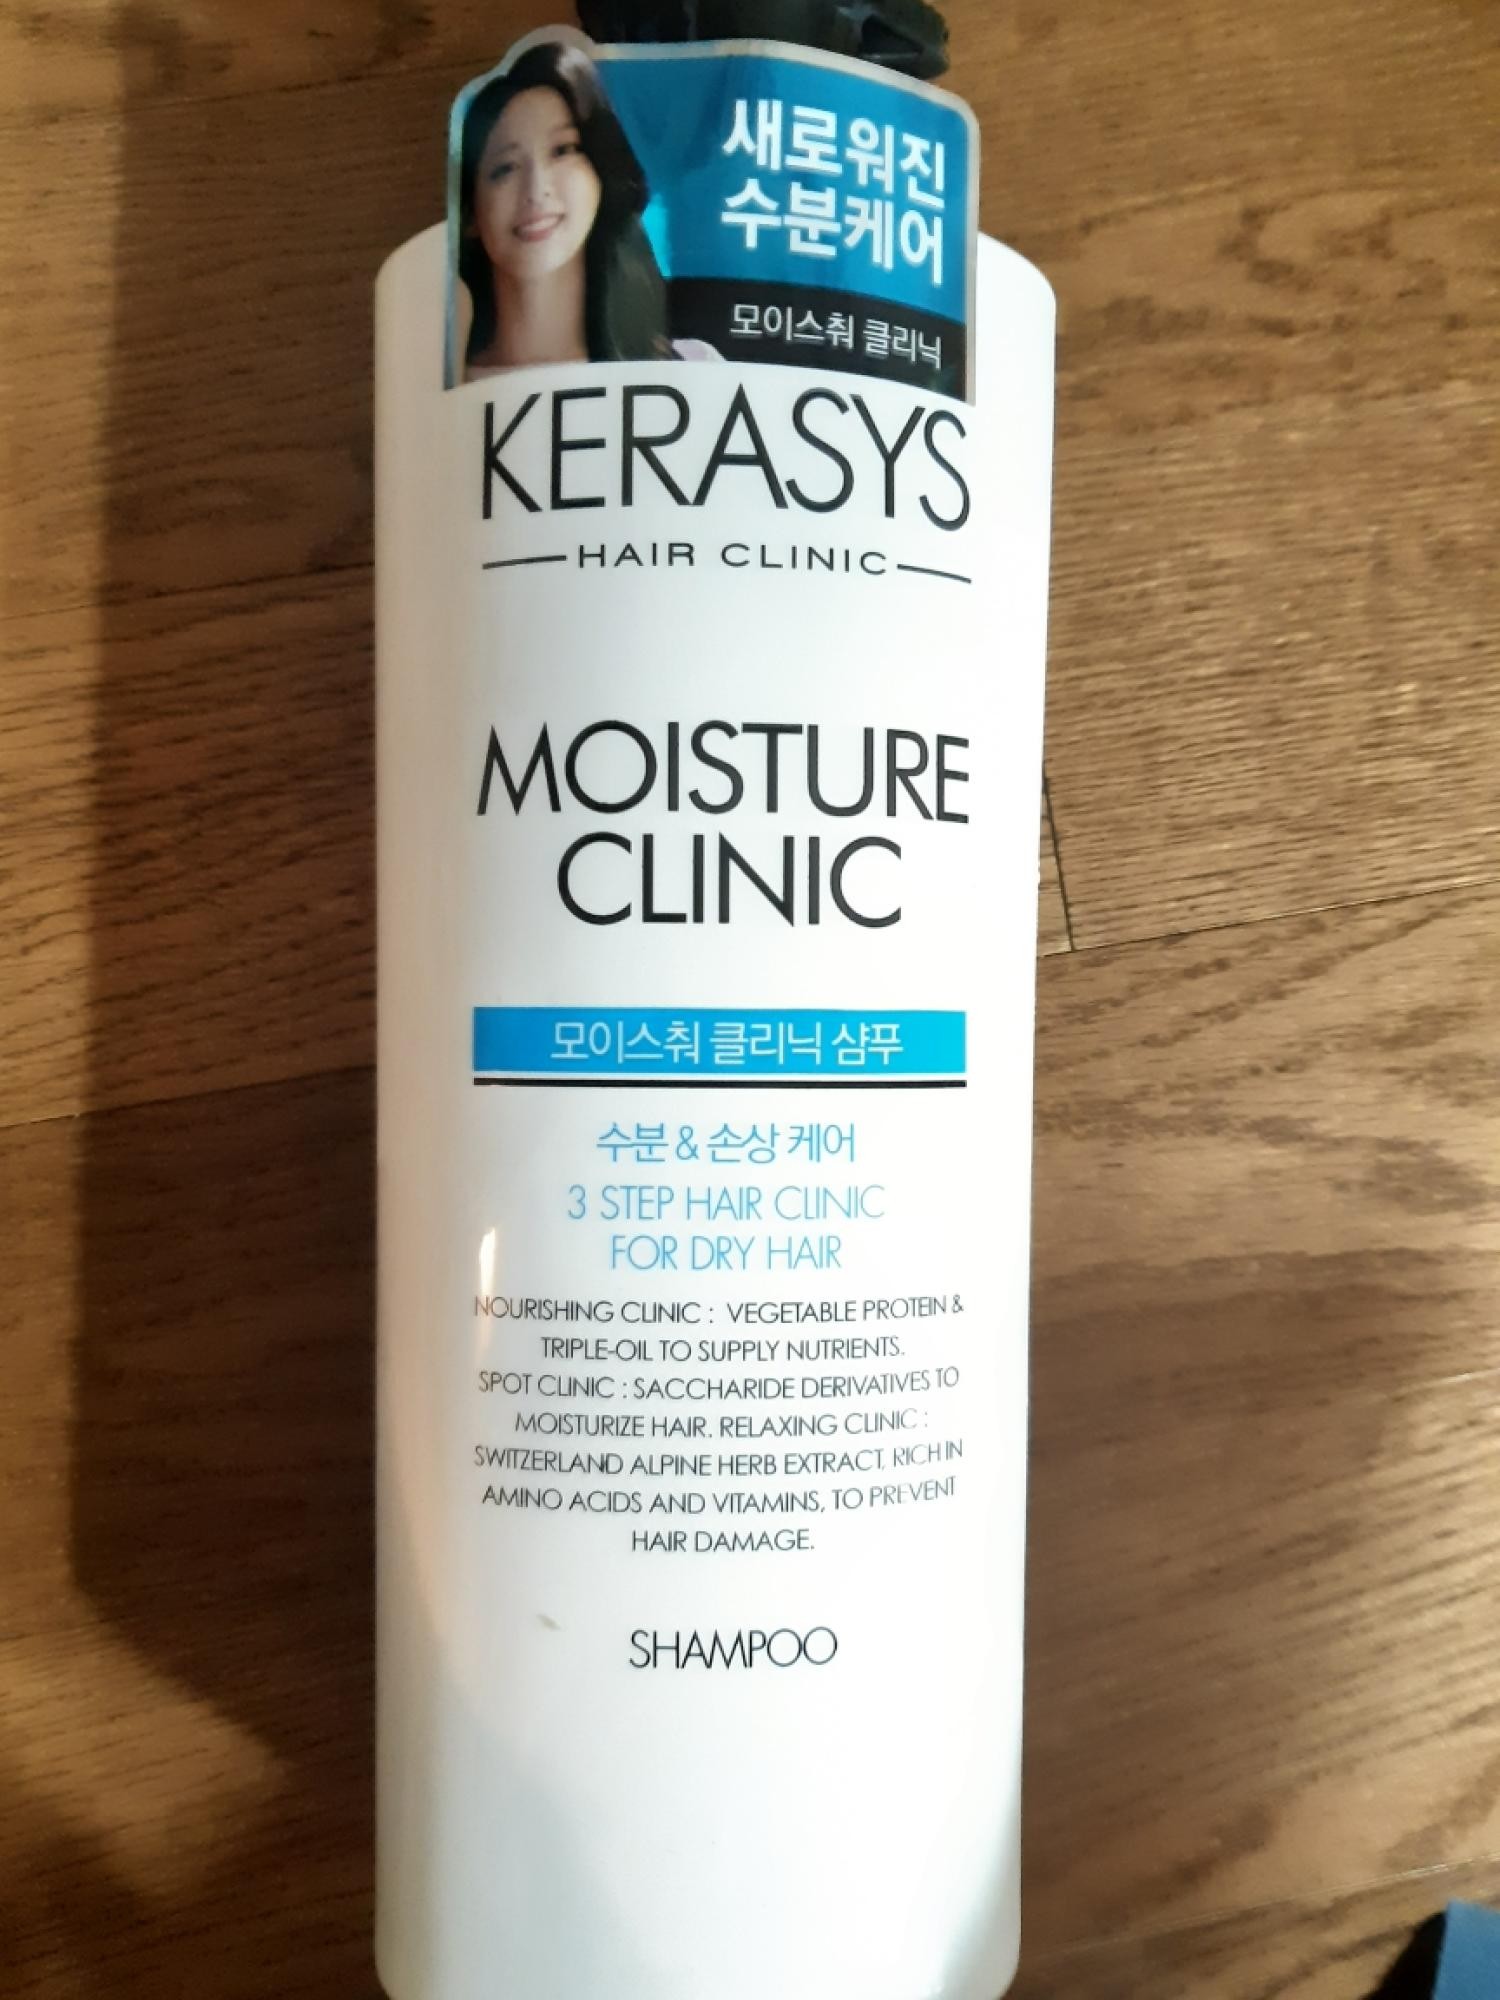 새로워진
수분케어
모이스춰 클리닉
KERASYS
HAIR CLINIC
MOISTURE
CLINIC
모이스춰 클리닉 샴푸
수분 & 손상 케어
3 STEP HAIR CLINIC
FOR DRY HAIR
NOURISHING CLINIC : VEGETABLE PROTEIN &
TRIPLE-OIL TO SUPPLY NUTRIENTS.
SPOT CLINIC : SACCHARIDE DERIVATIVES TO
MOISTURIZE HAIR. RELAXING CLINIC :
SWITZERLAND ALPINE HERB EXTRACT, RICH IN
AMINO ACIDS AND VITAMINS, TO PREVENT
HAIR DAMAGE.
SHAMPOO